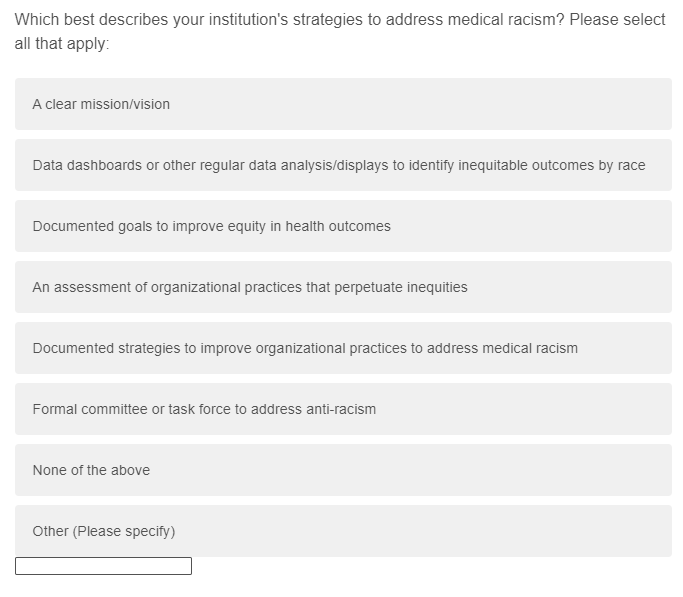 Which best describes your institution's strategies to address medical racism? Please select
all that apply:
A clear mission/vision
Data dashboards or other regular data analysis/displays to identify inequitable outcomes by race
Documented goals to improve equity in health outcomes
An assessment of organizational practices that perpetuate inequities
Documented strategies to improve organizational practices to address medical racism
Formal committee or task force to address anti-racism
None of the above
Other (Please specify)